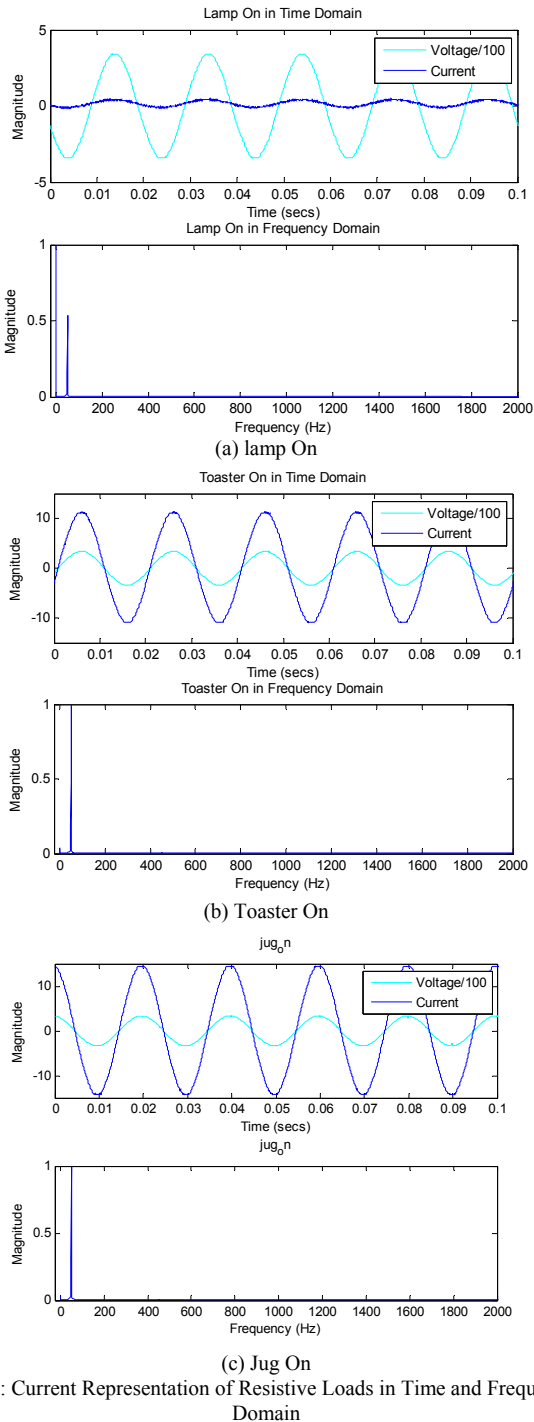 Lamp On in Time Domain
5
0
-5
Magnitude
Voltage/100
Current
0 0.01 0.02 0.03 0.04 0.05 0.06 0.07 0.08 0.09 0.1
Time (secs)
Lamp On in Frequency Domain
1
0.5
0
Magnitude
0 200 400 600 800 1000 1200 1400 1600 1800 2000
Frequency (Hz)
(a) lamp On
Toaster On in Time Domain
10
0
-10
Magnitude
Voltage/100
Current
0 0.01 0.02 0.03 0.04 0.05 0.06 0.07 0.08 0.09 0.1
Time (secs)
Toaster On in Frequency Domain
1
0.5
0
Magnitude
0 200 400 600 800 1000 1200 1400 1600 1800 2000
Frequency (Hz)
(b) Toaster On
jugon
10
0
-10
Magnitude
Voltage/100
Current
0 0.01 0.02 0.03 0.04 0.05 0.06 0.07 0.08 0.09 0.1
Time (secs)
jugon
1
0.5
0
Magnitude
0 200 400 600 800 1000 1200 1400 1600 1800 2000
Frequency (Hz)
(c) Jug On
: Current Representation of Resistive Loads in Time and Frequ
Domain